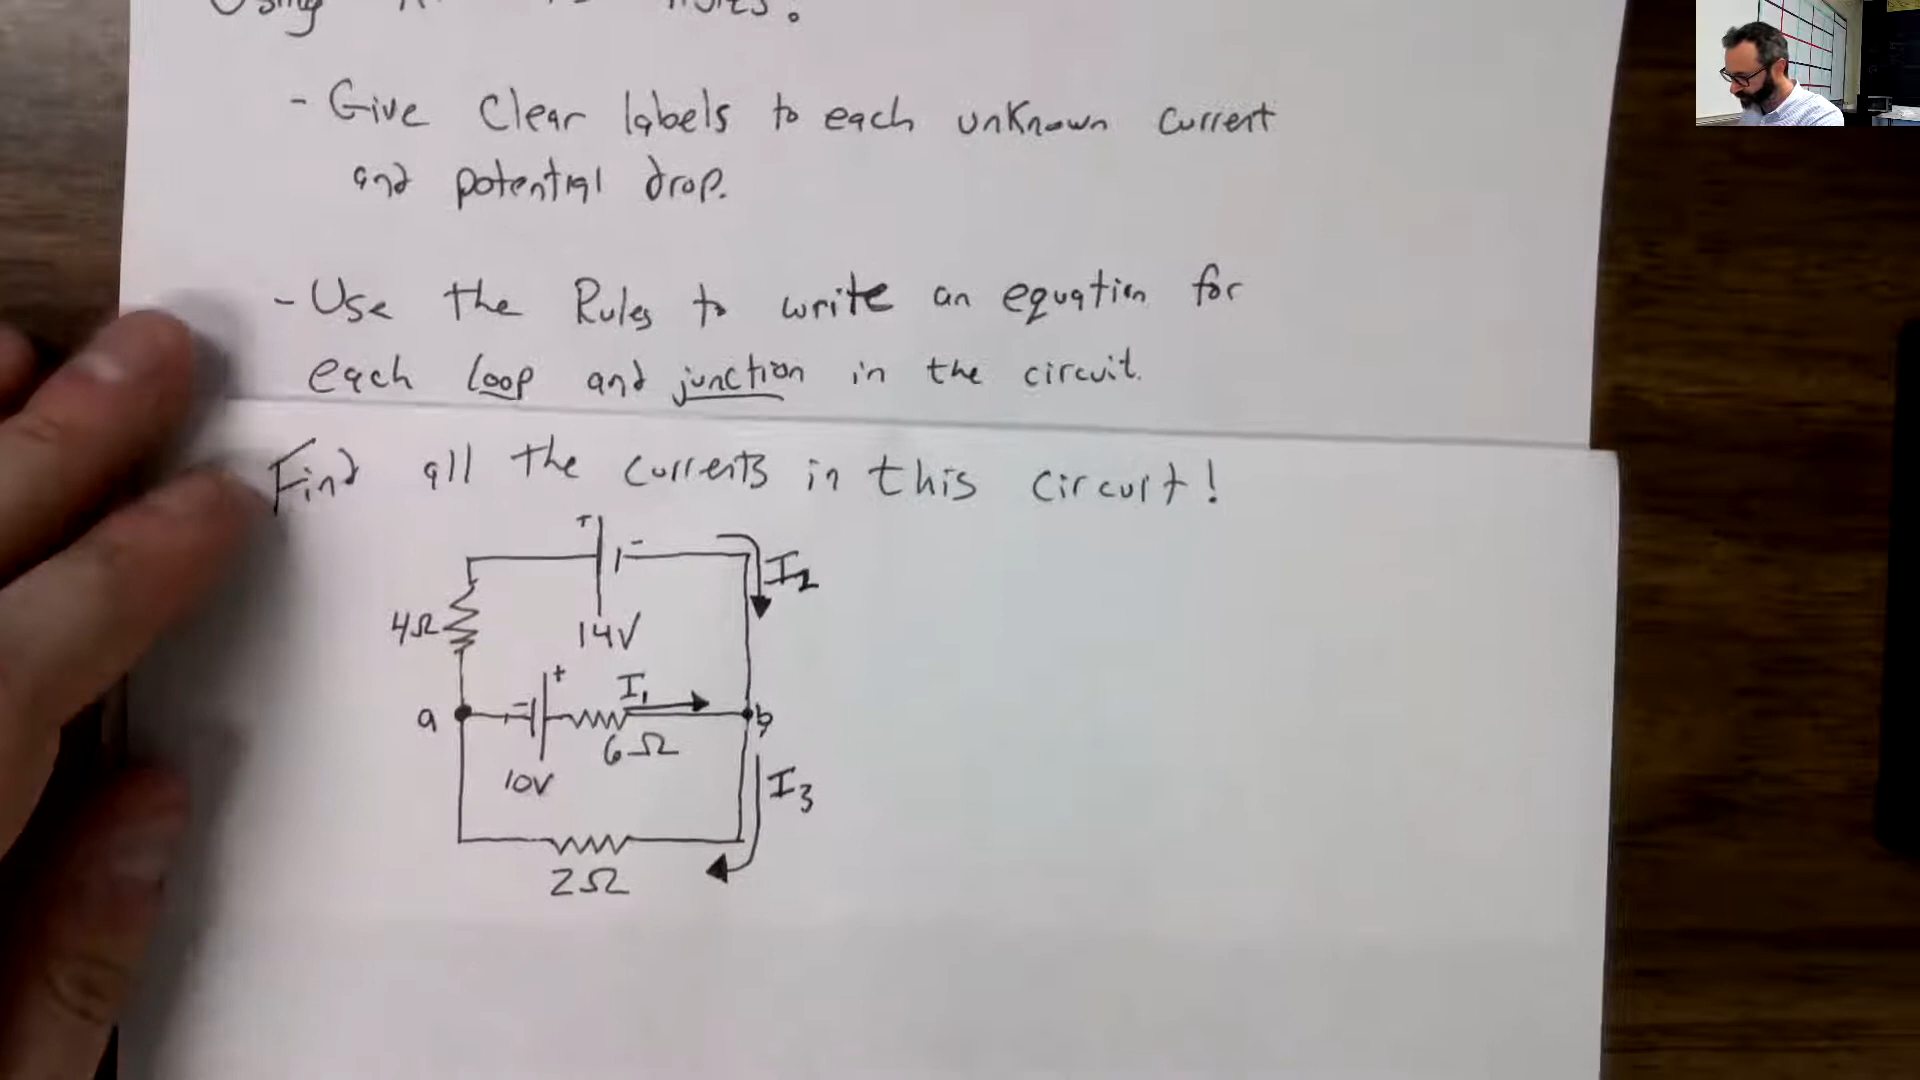 Using
- Give Clear labels to each unknown current
and potential drop.
- Use the Rules to write an equation for
each loop and junction in the circuit.
Find all the currents in this circuit!
+ -
I2
4Ω
14V
+
I1
a - b
6Ω
10V
I3
2Ω